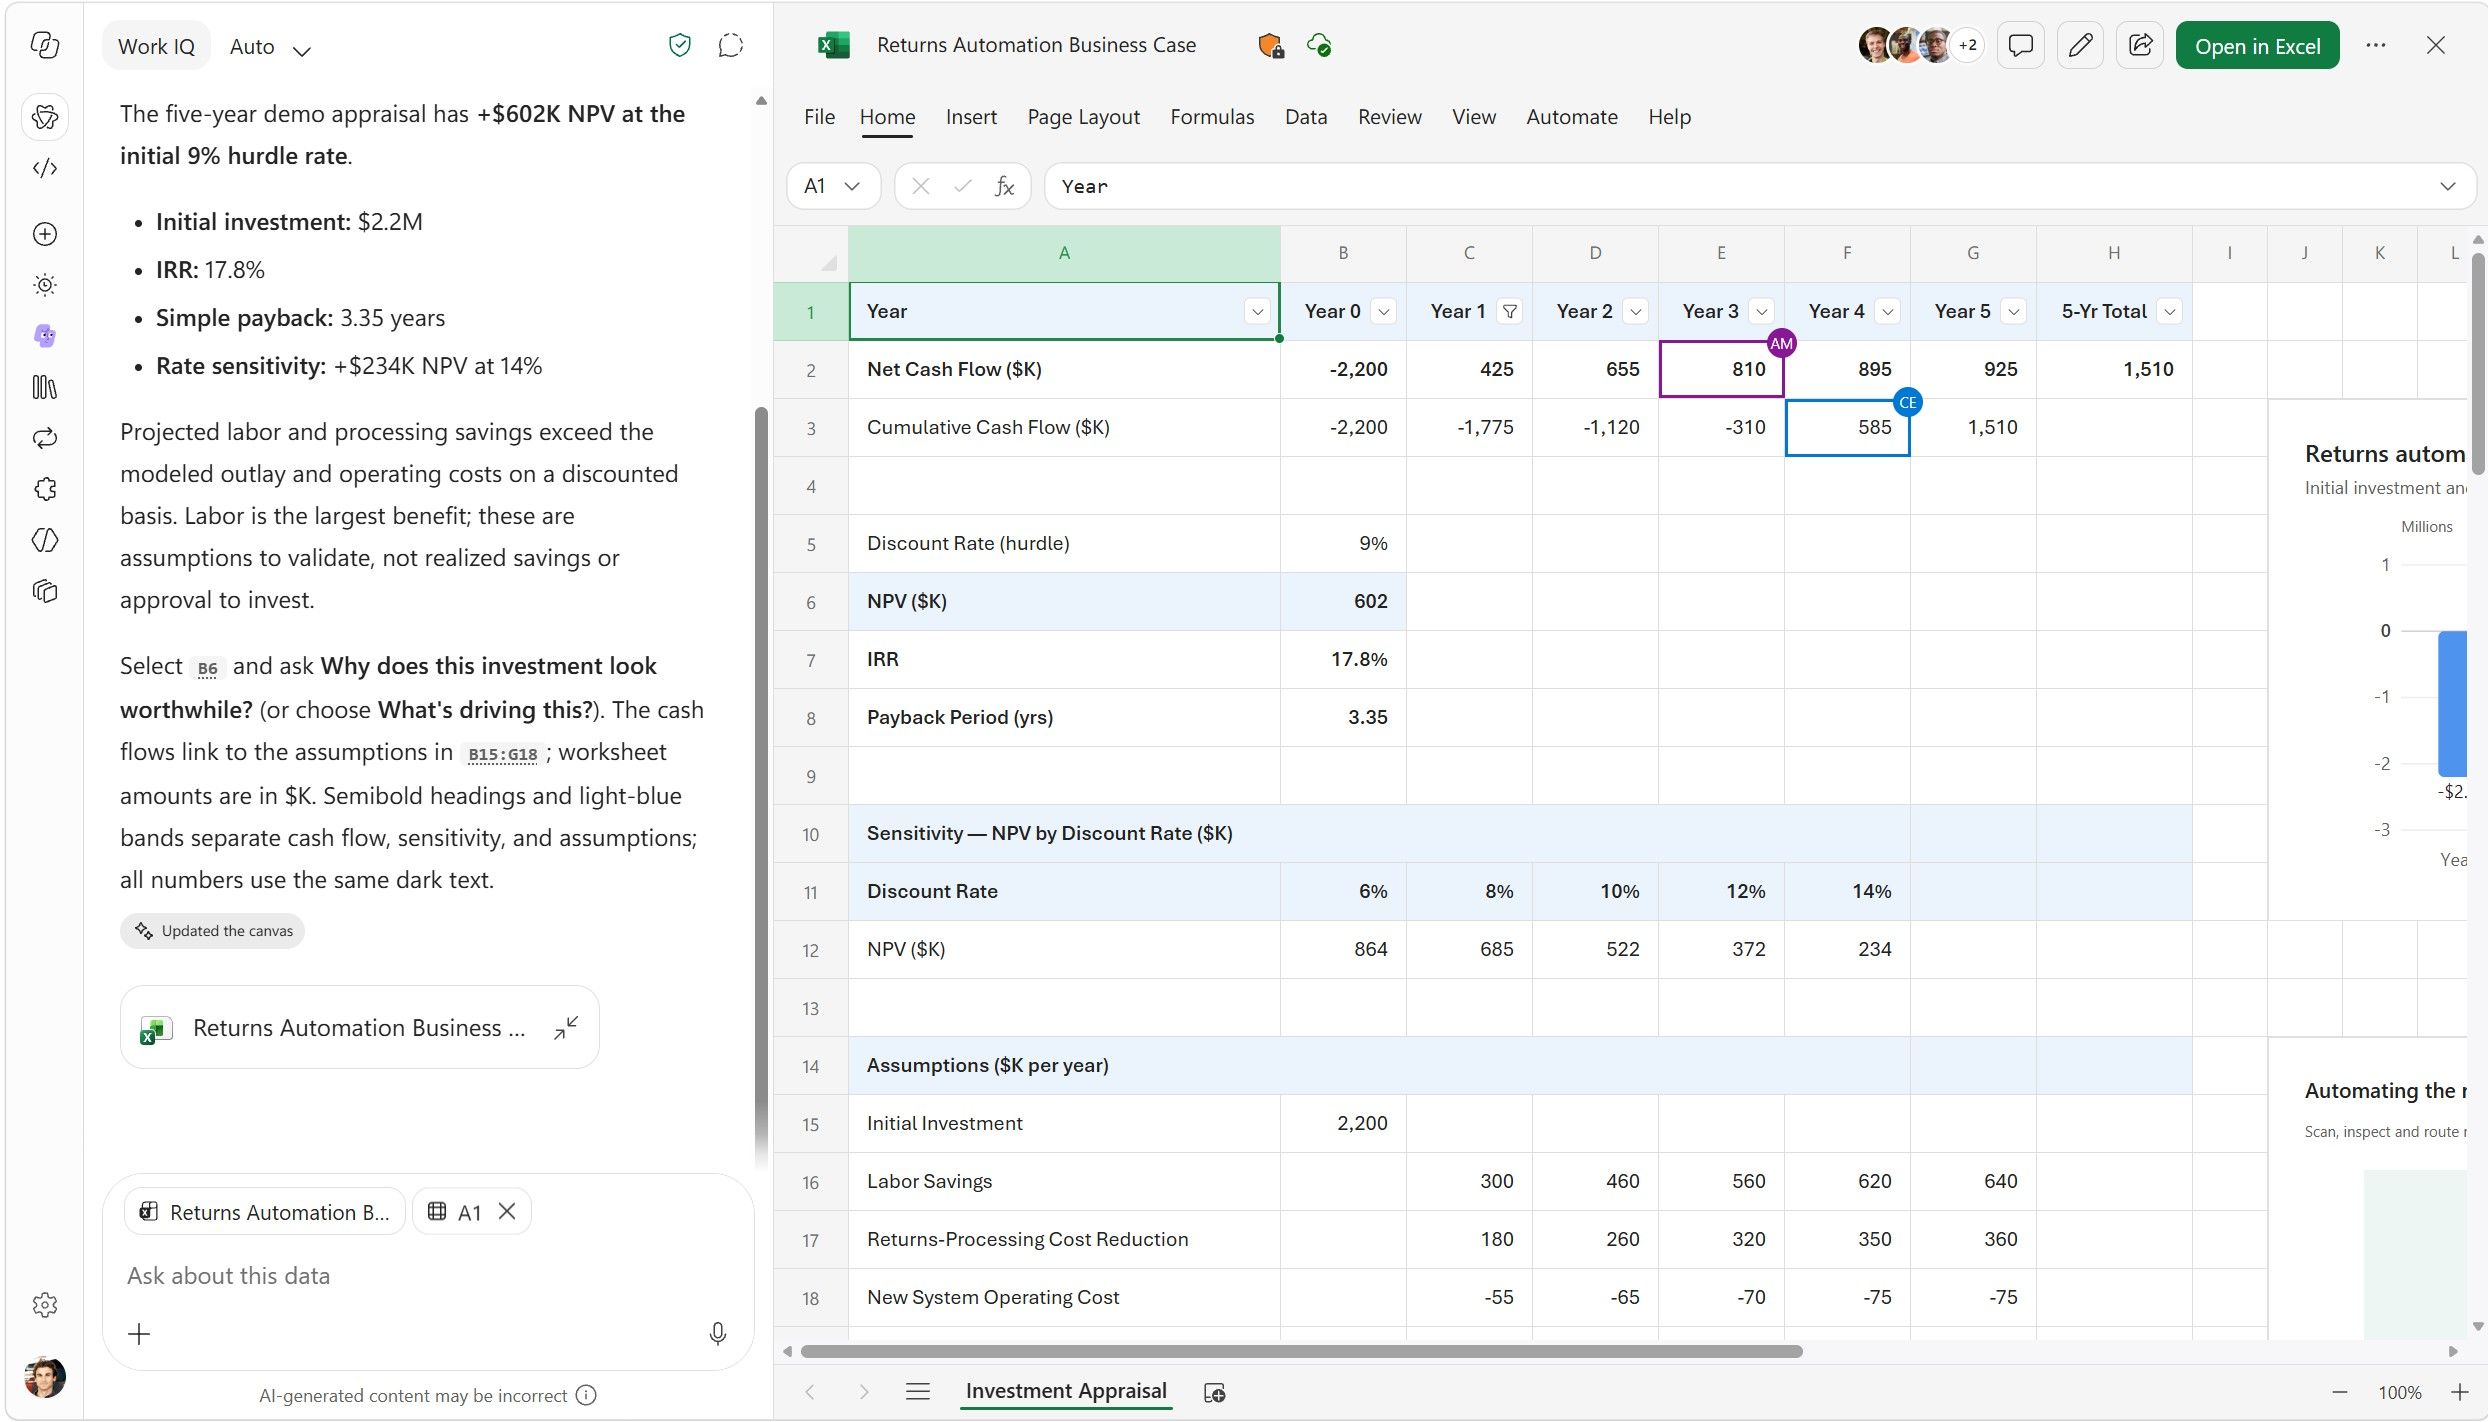 Work IQ
Auto
The five-year demo appraisal has +$602K NPV at the
initial 9% hurdle rate.
• Initial investment: $2.2M
• IRR: 17.8%
• Simple payback: 3.35 years
• Rate sensitivity: +$234K NPV at 14%
Projected labor and processing savings exceed the
modeled outlay and operating costs on a discounted
basis. Labor is the largest benefit; these are
assumptions to validate, not realized savings or
approval to invest.
Select B6 and ask Why does this investment look
worthwhile? (or choose What's driving this?). The cash
flows link to the assumptions in B15:G18 ; worksheet
amounts are in $K. Semibold headings and light-blue
bands separate cash flow, sensitivity, and assumptions;
all numbers use the same dark text.
Updated the canvas
Returns Automation Business ...
Returns Automation B...
A1
Ask about this data
AI-generated content may be incorrect
Returns Automation Business Case
+2
Open in Excel
File Home Insert Page Layout Formulas Data Review View Automate Help
A1
fx
Year
A B C D E F G H I J K L
1 Year Year 0 Year 1 Year 2 Year 3 Year 4 Year 5 5-Yr Total
AM
2 Net Cash Flow ($K) -2,200 425 655 810 895 925 1,510
CE
3 Cumulative Cash Flow ($K) -2,200 -1,775 -1,120 -310 585 1,510
4
5 Discount Rate (hurdle) 9%
6 NPV ($K) 602
7 IRR 17.8%
8 Payback Period (yrs) 3.35
9
10 Sensitivity — NPV by Discount Rate ($K)
11 Discount Rate 6% 8% 10% 12% 14%
12 NPV ($K) 864 685 522 372 234
13
14 Assumptions ($K per year)
15 Initial Investment 2,200
16 Labor Savings 300 460 560 620 640
17 Returns-Processing Cost Reduction 180 260 320 350 360
18 New System Operating Cost -55 -65 -70 -75 -75
Returns autom
Initial investment an
Millions
1
0
-1
-2
-$2.
-3
Yea
Automating the r
Scan, inspect and route r
Investment Appraisal
100%